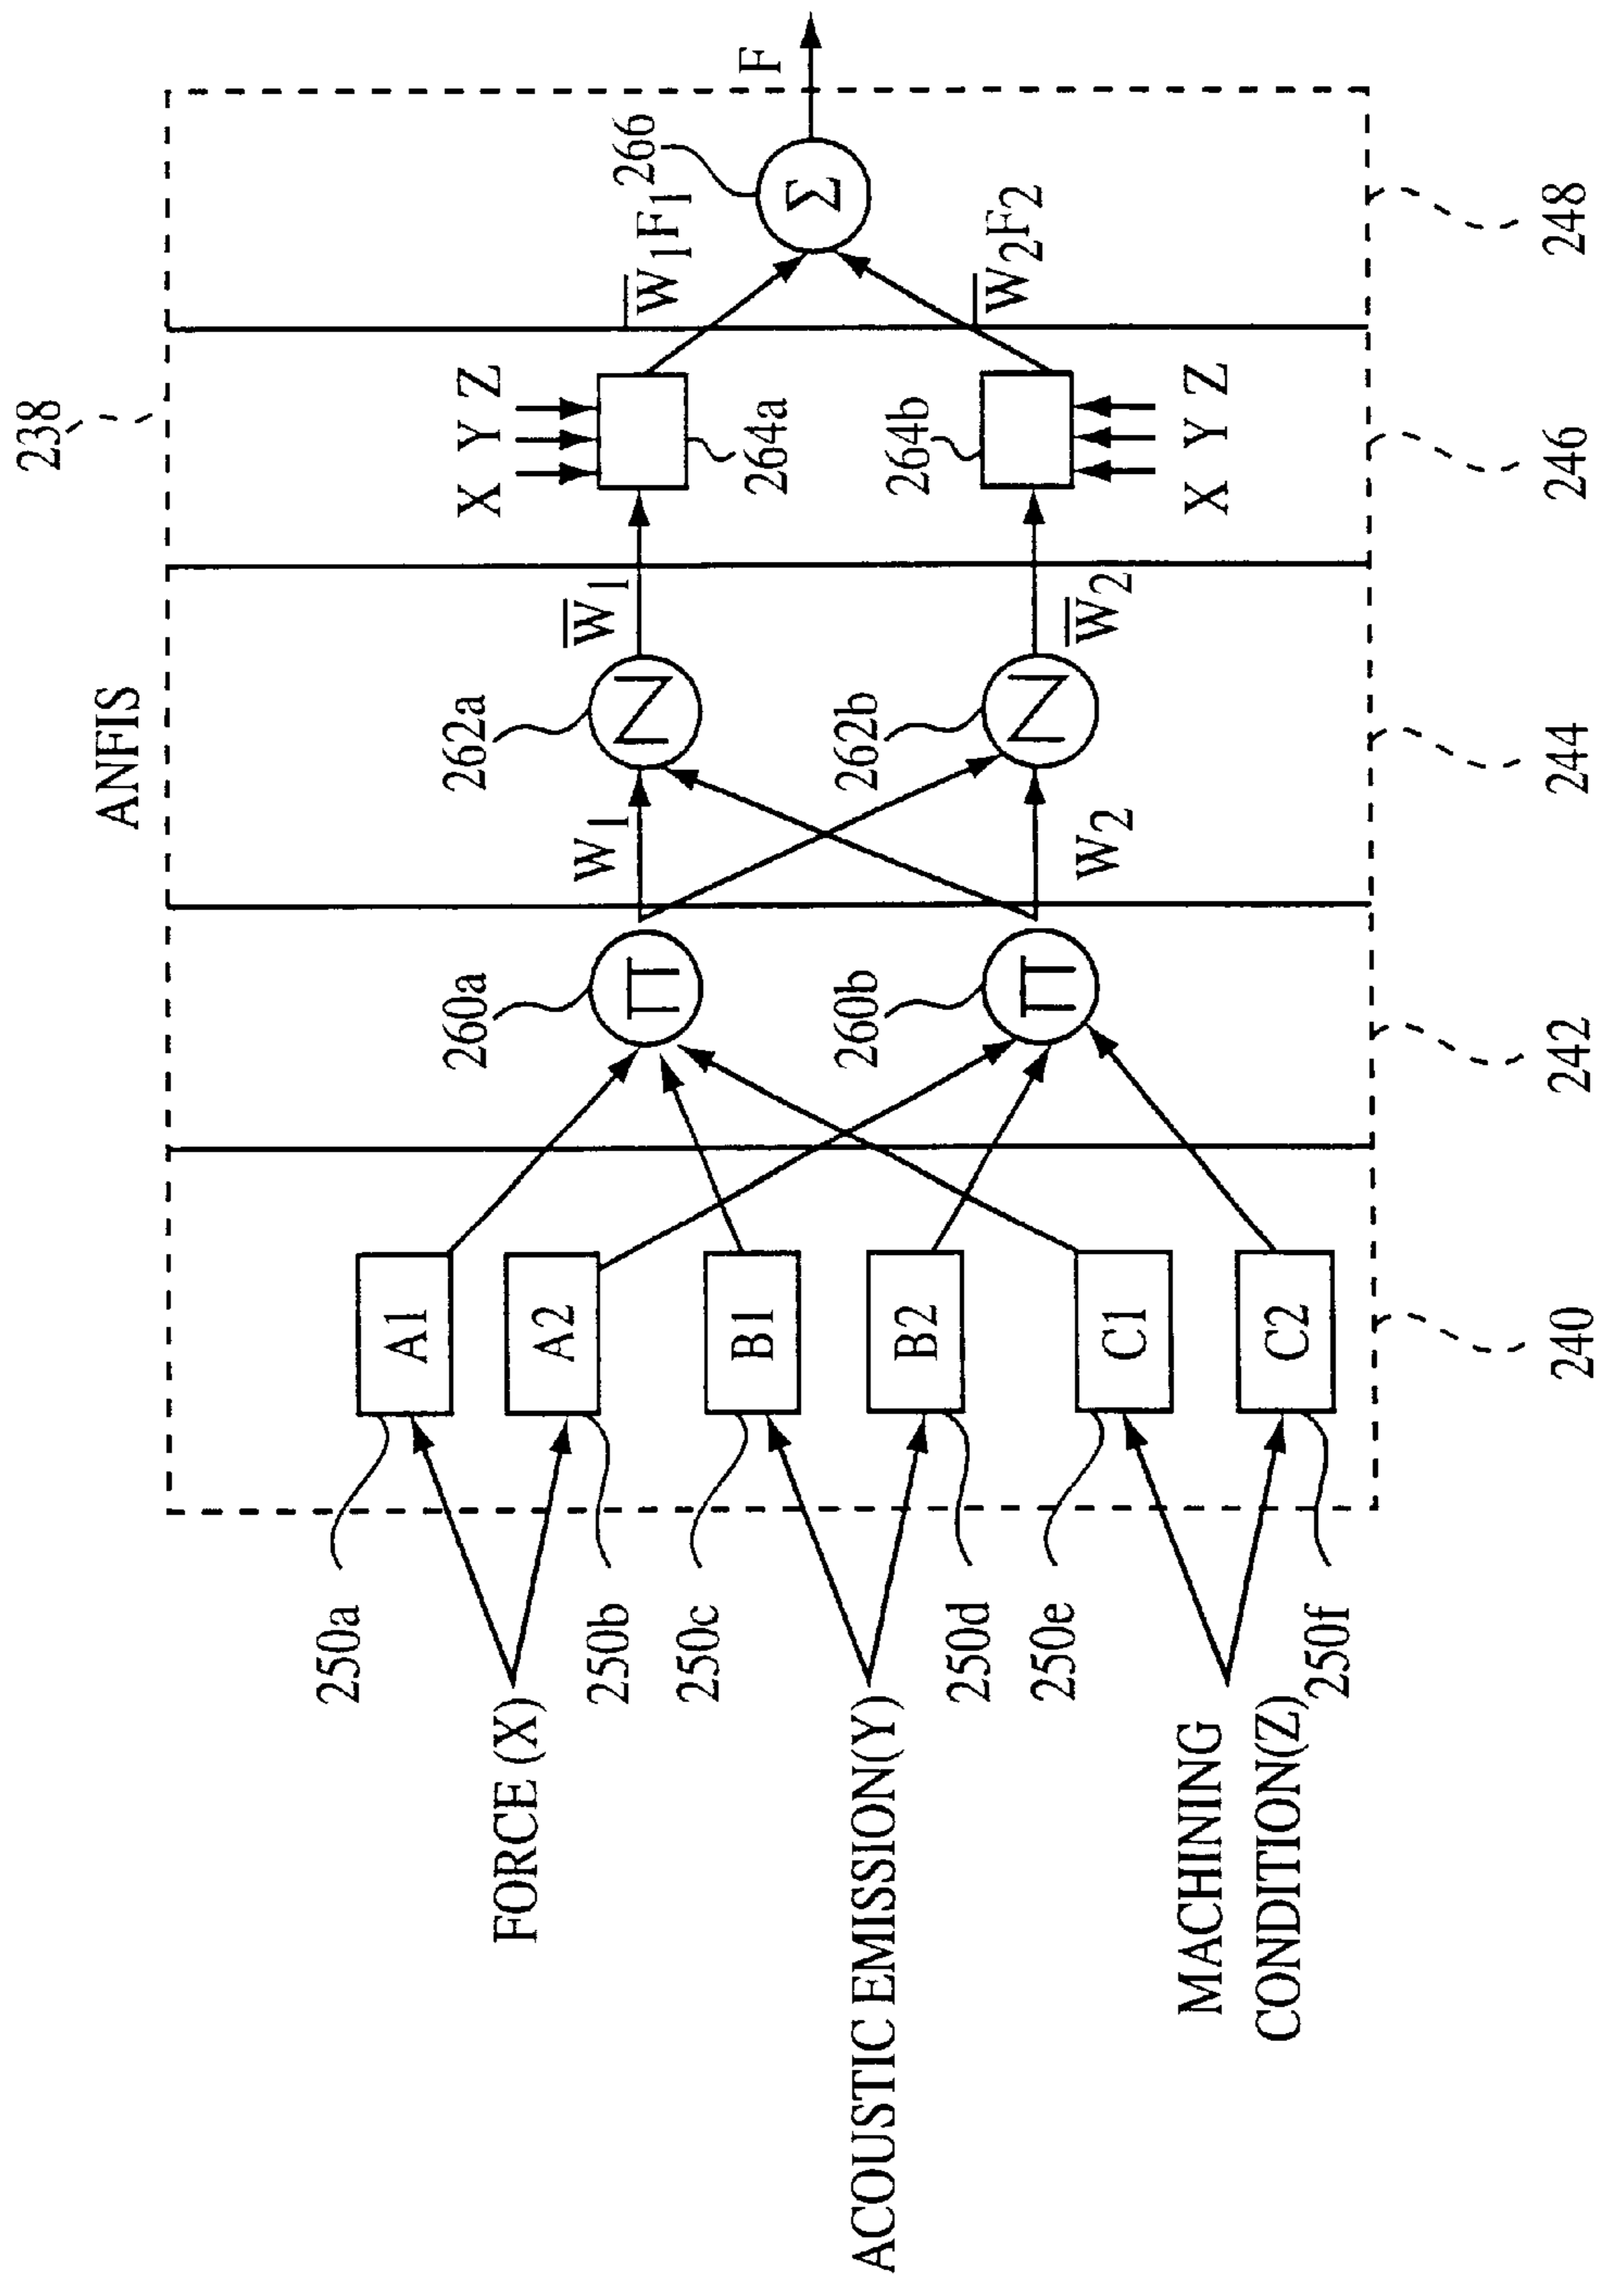 ANFIS
238
FORCE (X)
ACOUSTIC EMISSION(Y)
MACHINING
CONDITION(Z)
250a
250b
250c
250d
250e
250f
A1
A2
B1
B2
C1
C2
260a
Π
260b
Π
W1
W2
262a
N
262b
N
W̅1
W̅2
X Y Z
264a
264b
X Y Z
W̅1F1
W̅2F2
266
Σ
F
240
242
244
246
248